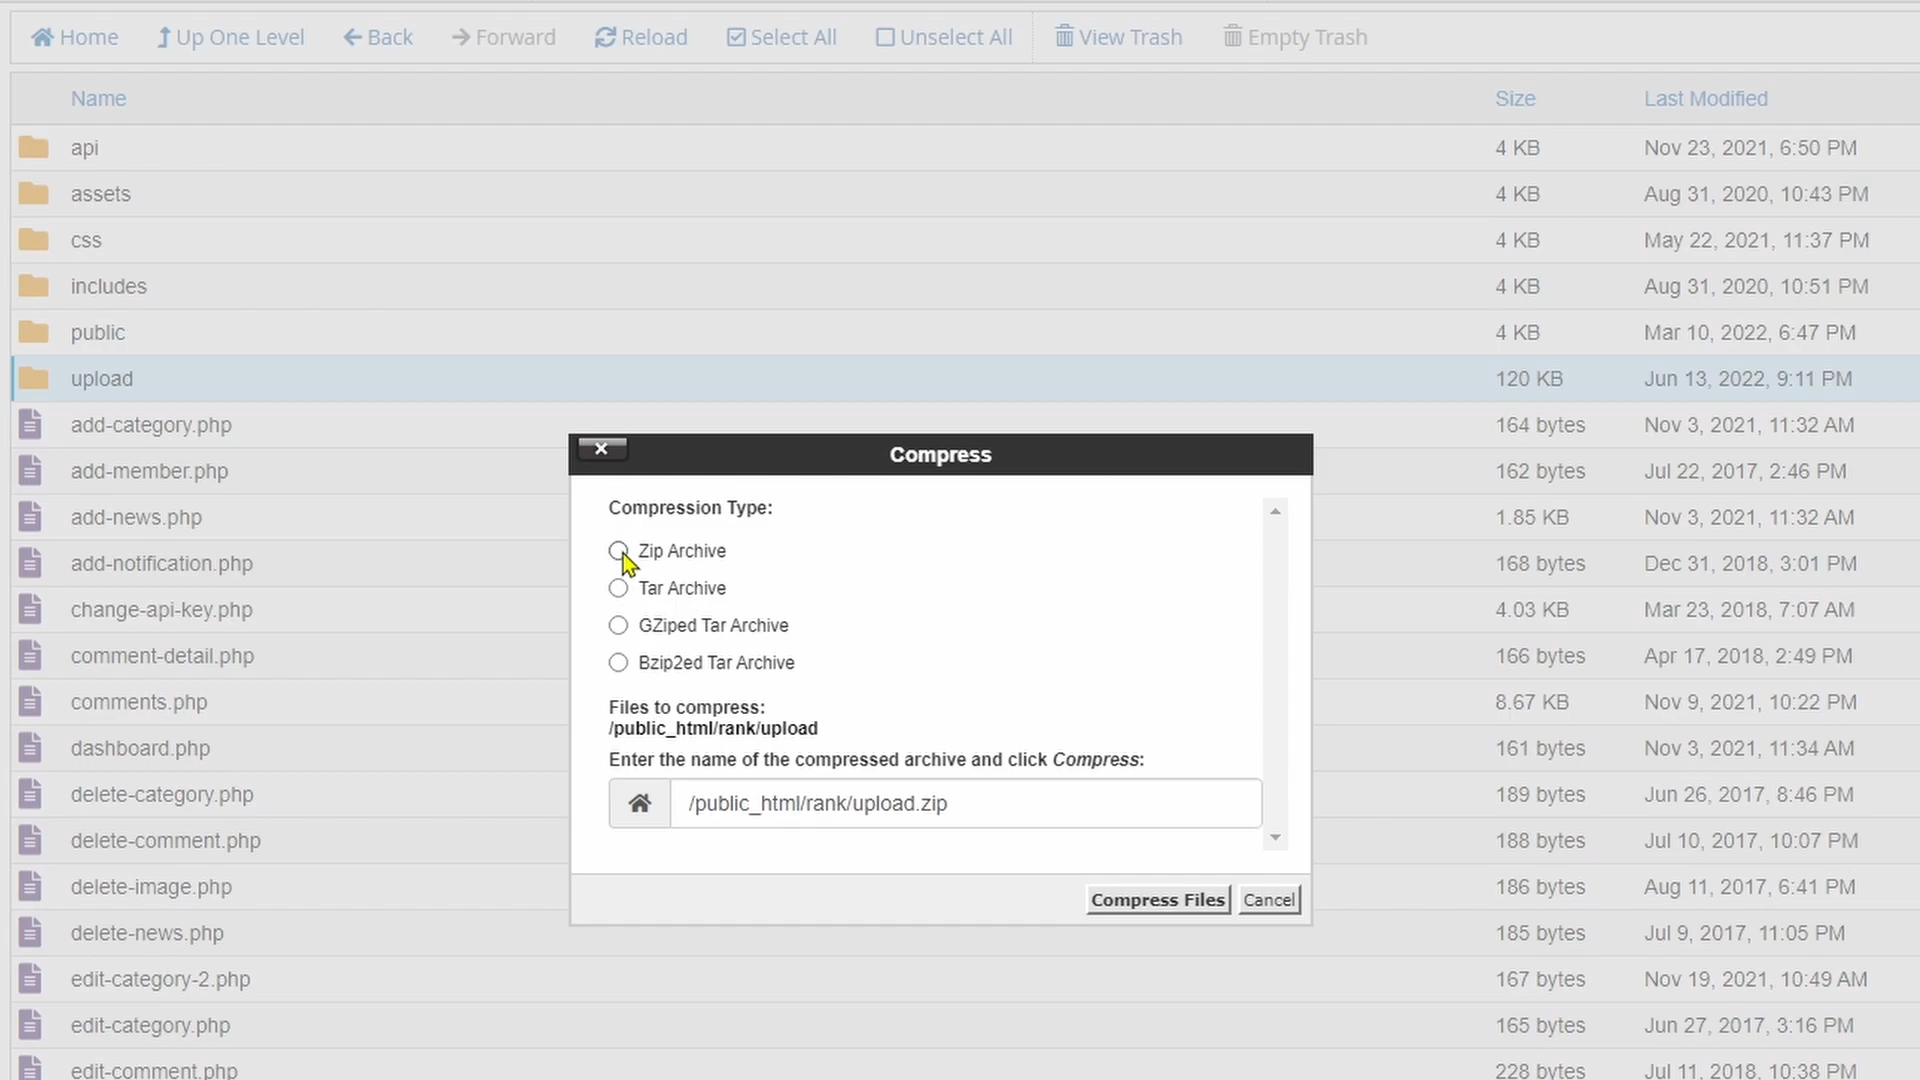 Home Up One Level Back Forward Reload Select All Unselect All View Trash Empty Trash
Name Size Last Modified
api 4 KB Nov 23, 2021, 6:50 PM
assets 4 KB Aug 31, 2020, 10:43 PM
css 4 KB May 22, 2021, 11:37 PM
includes 4 KB Aug 31, 2020, 10:51 PM
public 4 KB Mar 10, 2022, 6:47 PM
upload 120 KB Jun 13, 2022, 9:11 PM
add-category.php 164 bytes Nov 3, 2021, 11:32 AM
add-member.php 162 bytes Jul 22, 2017, 2:46 PM
add-news.php 1.85 KB Nov 3, 2021, 11:32 AM
add-notification.php 168 bytes Dec 31, 2018, 3:01 PM
change-api-key.php 4.03 KB Mar 23, 2018, 7:07 AM
comment-detail.php 166 bytes Apr 17, 2018, 2:49 PM
comments.php 8.67 KB Nov 9, 2021, 10:22 PM
dashboard.php 161 bytes Nov 3, 2021, 11:34 AM
delete-category.php 189 bytes Jun 26, 2017, 8:46 PM
delete-comment.php 188 bytes Jul 10, 2017, 10:07 PM
delete-image.php 186 bytes Aug 11, 2017, 6:41 PM
delete-news.php 185 bytes Jul 9, 2017, 11:05 PM
edit-category-2.php 167 bytes Nov 19, 2021, 10:49 AM
edit-category.php 165 bytes Jun 27, 2017, 3:16 PM
edit-comment.php 228 bytes Jul 11, 2018, 10:38 PM
Compress
Compression Type:
Zip Archive
Tar Archive
GZiped Tar Archive
Bzip2ed Tar Archive
Files to compress:
/public_html/rank/upload
Enter the name of the compressed archive and click Compress:
/public_html/rank/upload.zip
Compress Files Cancel